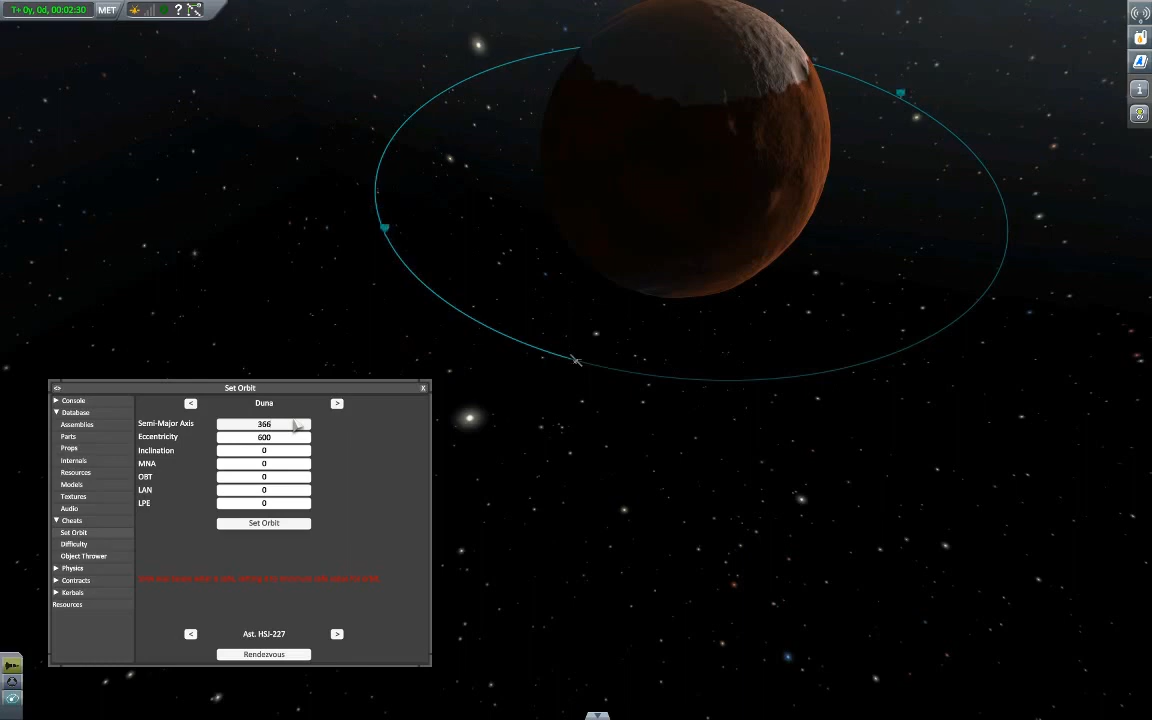 T+ 0y, 0d, 00:02:30 MET ?
Set Orbit X
Console
Database
Assemblies
Parts
Props
Internals
Resources
Models
Textures
Audio
Cheats
Set Orbit
Difficulty
Object Thrower
Physics
Contracts
Kerbals
Resources
< Duna >
Semi-Major Axis 366
Eccentricity 600
Inclination 0
MNA 0
OBT 0
LAN 0
LPE 0
Set Orbit
< Ast. HSJ-227 >
Rendezvous